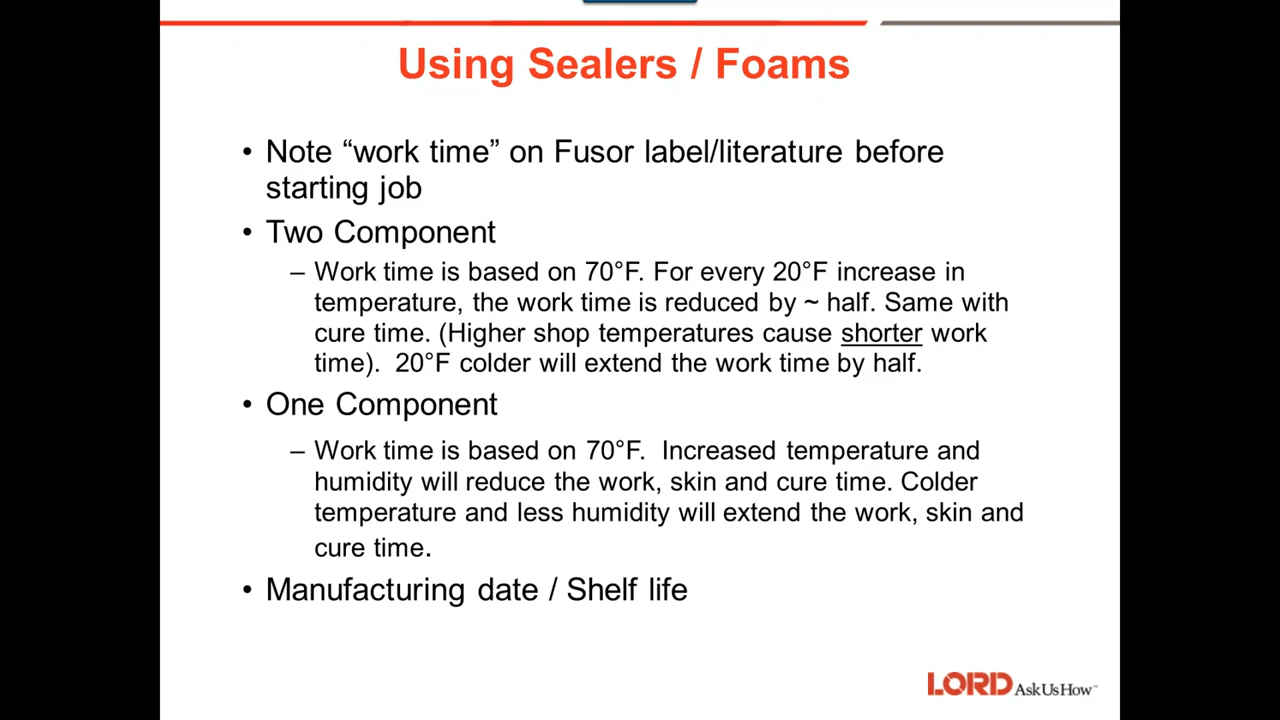 Using Sealers / Foams
• Note “work time” on Fusor label/literature before
starting job
• Two Component
– Work time is based on 70°F. For every 20°F increase in
temperature, the work time is reduced by ~ half. Same with
cure time. (Higher shop temperatures cause shorter work
time).  20°F colder will extend the work time by half.
• One Component
– Work time is based on 70°F.  Increased temperature and
humidity will reduce the work, skin and cure time. Colder
temperature and less humidity will extend the work, skin and
cure time.
• Manufacturing date / Shelf life
LORD AskUsHow™